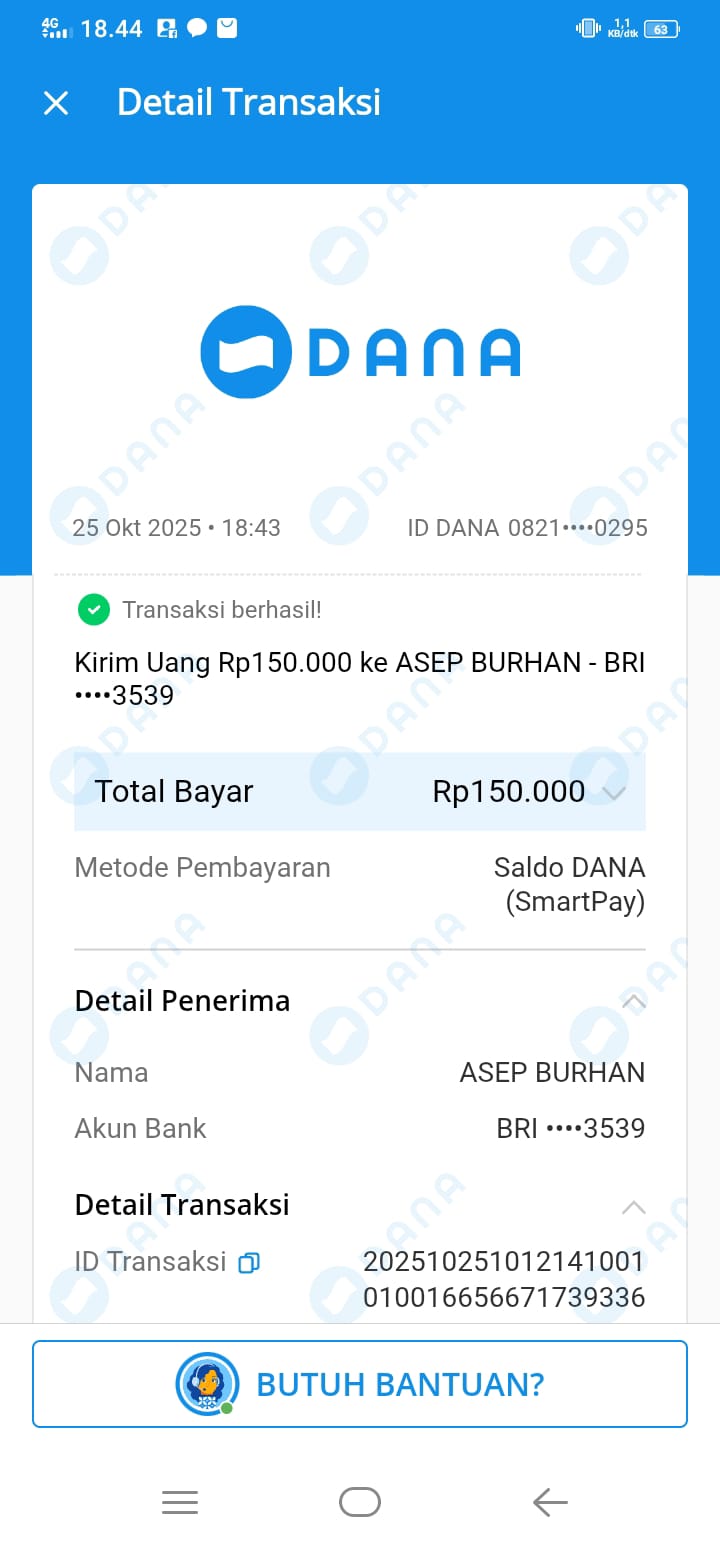 4G 18.44 1,1 KB/dtk 63
Detail Transaksi
DANA
25 Okt 2025 • 18:43 ID DANA 0821••••0295
Transaksi berhasil!
Kirim Uang Rp150.000 ke ASEP BURHAN - BRI
••••3539
Total Bayar Rp150.000
Metode Pembayaran Saldo DANA
(SmartPay)
Detail Penerima
Nama ASEP BURHAN
Akun Bank BRI ••••3539
Detail Transaksi
ID Transaksi 202510251012141001
010016656671739336
BUTUH BANTUAN?